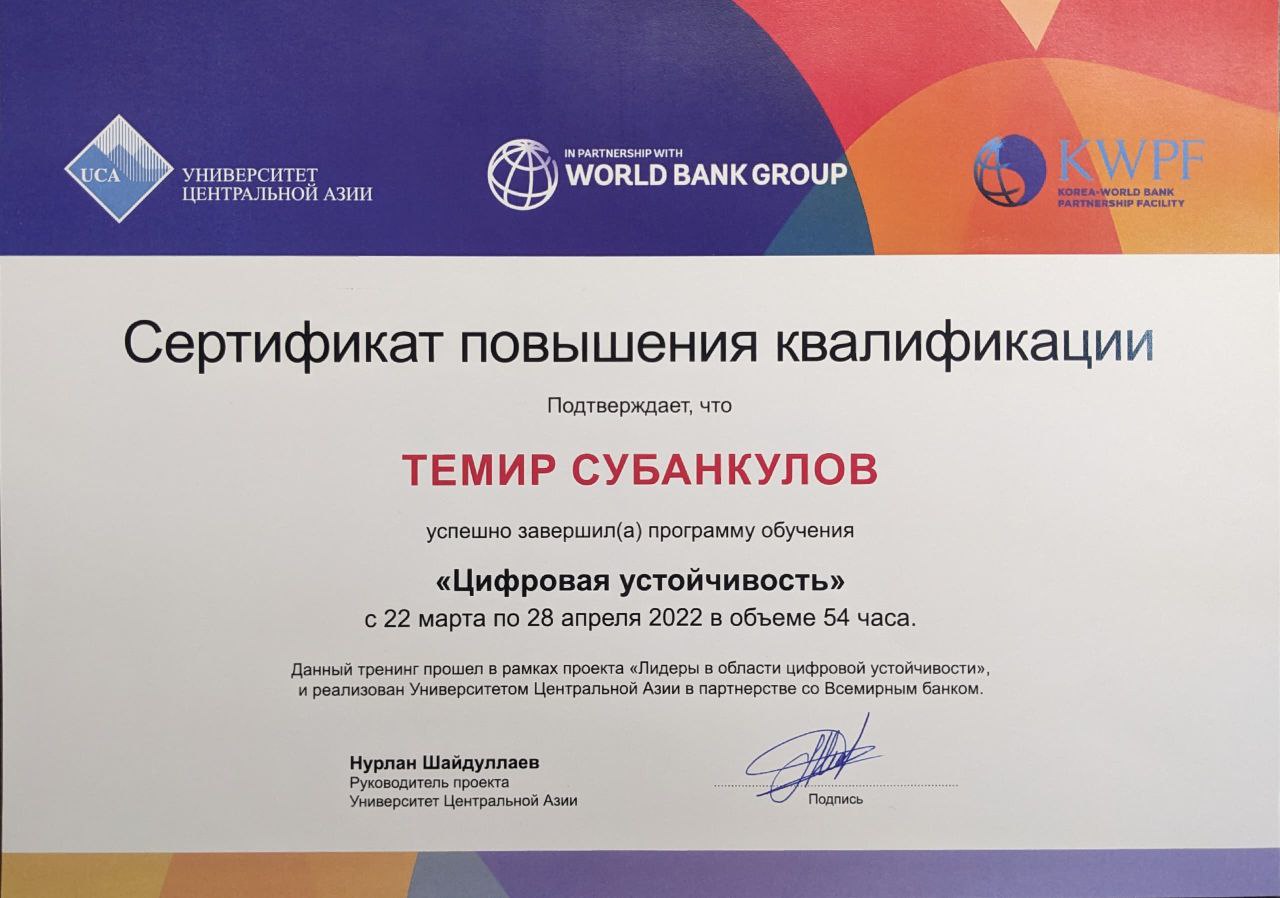 UCA
УНИВЕРСИТЕТ
ЦЕНТРАЛЬНОЙ АЗИИ
IN PARTNERSHIP WITH
WORLD BANK GROUP
KWPF
KOREA-WORLD BANK
PARTNERSHIP FACILITY
Сертификат повышения квалификации
Подтверждает, что
ТЕМИР СУБАНКУЛОВ
успешно завершил(а) программу обучения
«Цифровая устойчивость»
с 22 марта по 28 апреля 2022 в объеме 54 часа.
Данный тренинг прошел в рамках проекта «Лидеры в области цифровой устойчивости»,
и реализован Университетом Центральной Азии в партнерстве со Всемирным банком.
Нурлан Шайдуллаев
Руководитель проекта
Университет Центральной Азии
Подпись